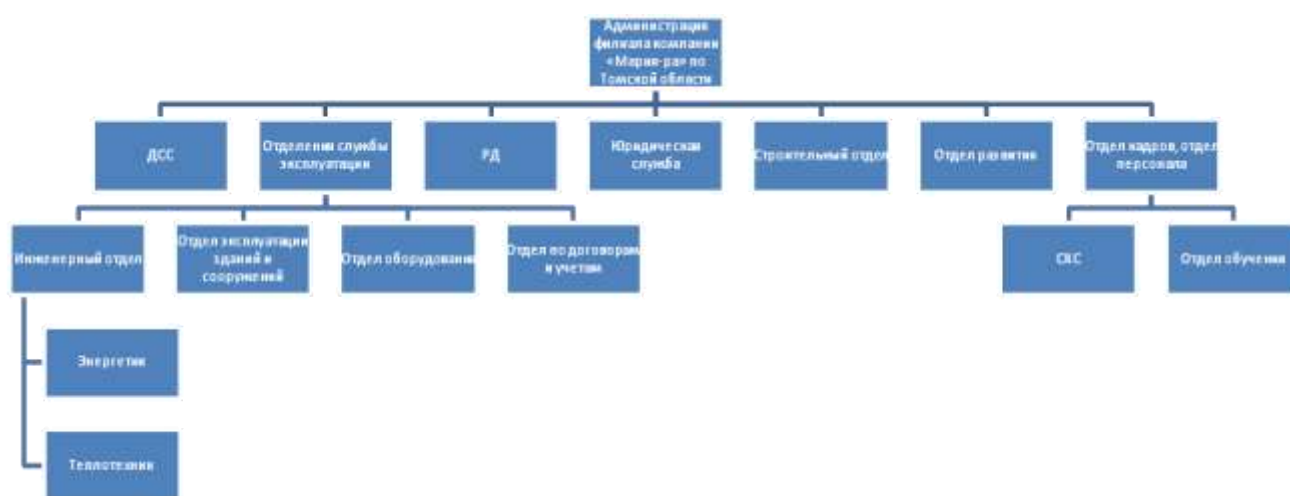 Администрация
филиала компании
«Мария-ра» по
Томской области
ДСС
Отделения службы
эксплуатации
РД
Юридическая
служба
Строительный отдел
Отдел развития
Отдел кадров, отдел
персонала
Инженерный отдел
Отдел эксплуатации
зданий и
сооружений
Отдел оборудования
Отдел по договорам
и учетам
СКС
Отдел обучения
Энергетик
Теплотехник